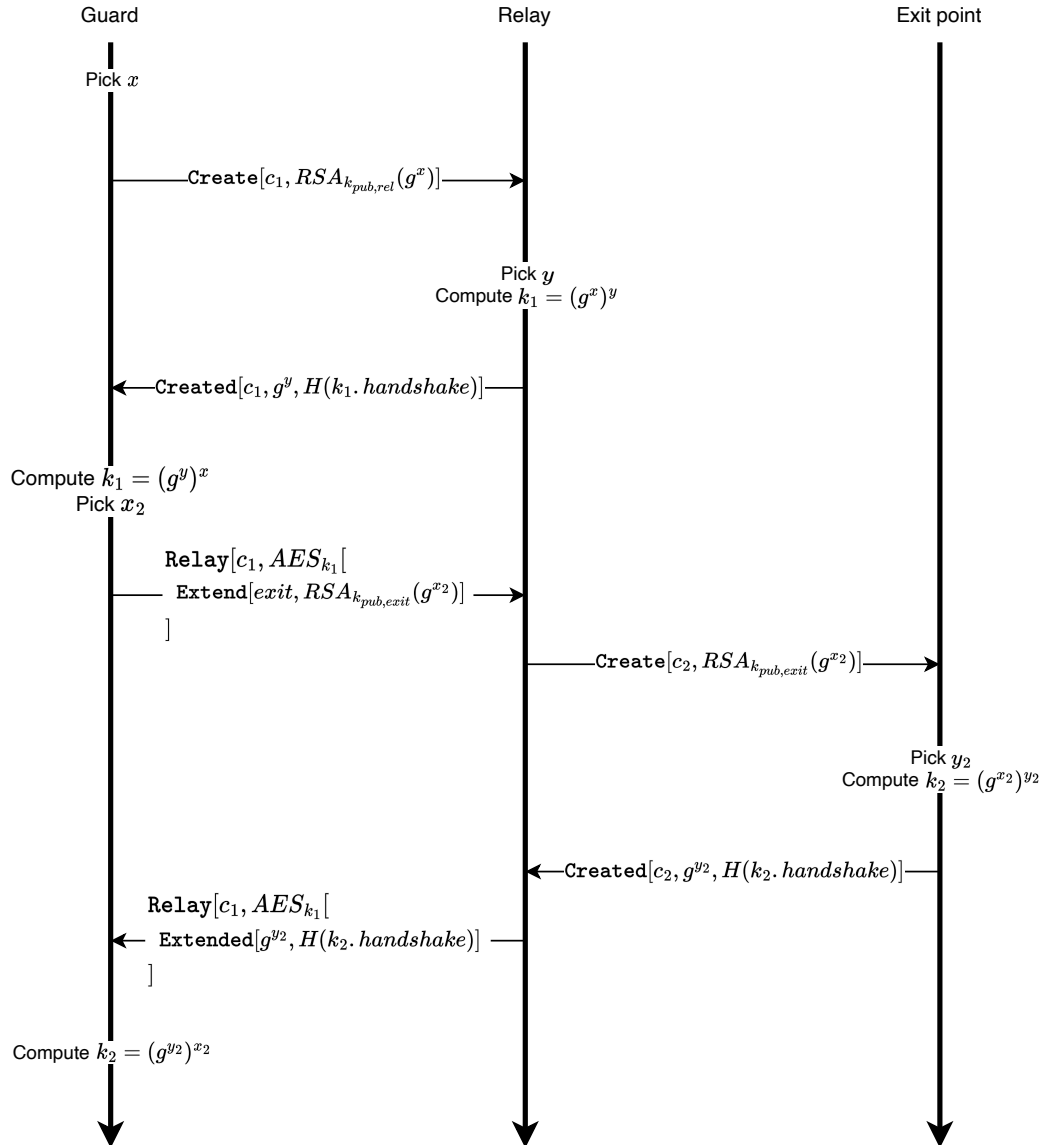 Guard Relay Exit point
Pick x
Create[c₁, RSA_{k_{pub,rel}}(g^x)]
Pick y
Compute k₁ = (g^x)^y
Created[c₁, g^y, H(k₁.handshake)]
Compute k₁ = (g^y)^x
Pick x₂
Relay[c₁, AES_{k₁}[
Extend[exit, RSA_{k_{pub,exit}}(g^{x₂})]
]
Create[c₂, RSA_{k_{pub,exit}}(g^{x₂})]
Pick y₂
Compute k₂ = (g^{x₂})^{y₂}
Created[c₂, g^{y₂}, H(k₂.handshake)]
Relay[c₁, AES_{k₁}[
Extended[g^{y₂}, H(k₂.handshake)]
]
Compute k₂ = (g^{y₂})^{x₂}